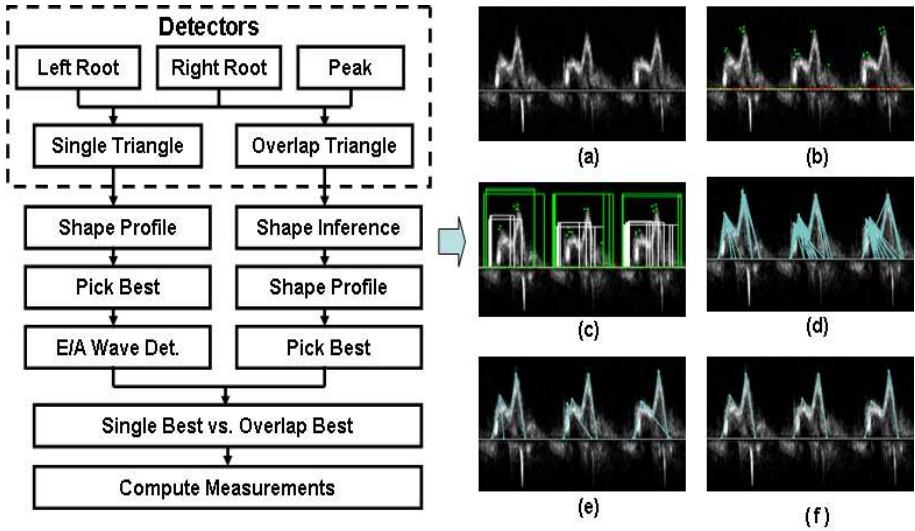 Detectors
Left Root
Right Root
Peak
Single Triangle
Overlap Triangle
Shape Profile
Shape Inference
Pick Best
Shape Profile
E/A Wave Det.
Pick Best
Single Best vs. Overlap Best
Compute Measurements
(a)
(b)
(c)
(d)
(e)
(f)